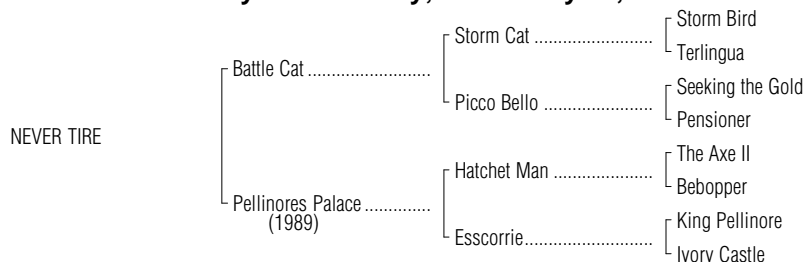 Storm Bird
Storm Cat ....................
Terlingua
Battle Cat ..........................
Seeking the Gold
Picco Bello ..................
Pensioner
NEVER TIRE
The Axe II
Hatchet Man .....................
Bebopper
Pellinores Palace ..............
(1989)
King Pellinore
Esscorrie.....................
Ivory Castle